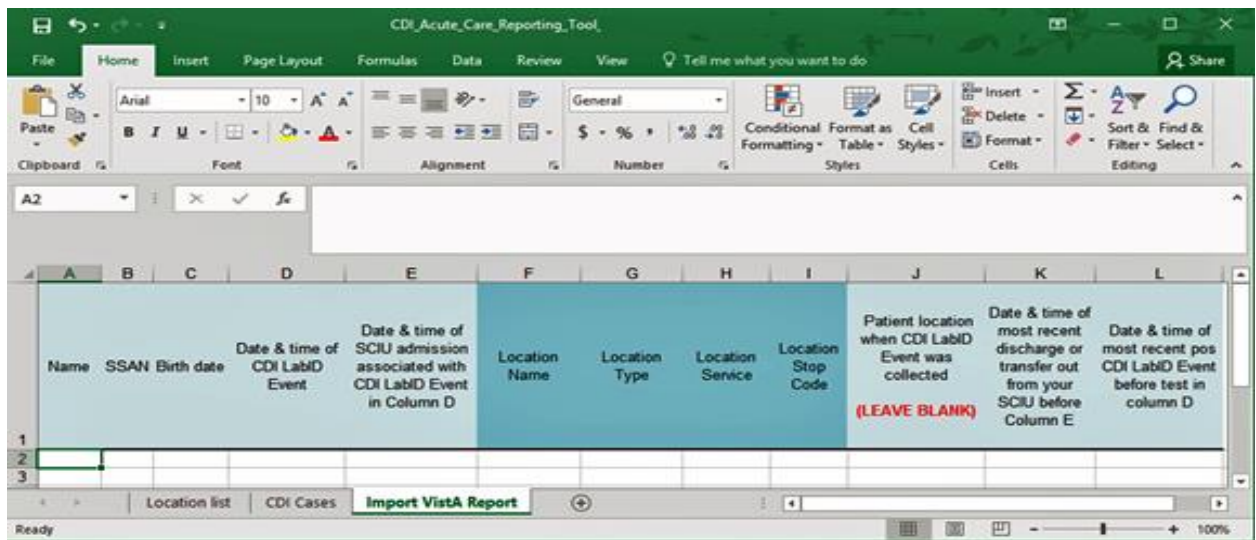 CDI_Acute_Care_Reporting_Tool_
File Home Insert Page Layout Formulas Data Review View Tell me what you want to do Share
Paste
Arial 10 A A
B I U A
General
$ % ,
Conditional Formatting
Format as Table
Cell Styles
Insert
Delete
Format
Sort & Filter
Find & Select
Clipboard Font Alignment Number Styles Cells Editing
A2 fx
A B C D E F G H I J K L
1
Name
SSAN
Birth date
Date & time of
CDI LabID
Event
Date & time of
SCIU admission
associated with
CDI LabID Event
in Column D
Location
Name
Location
Type
Location
Service
Location
Stop
Code
Patient location
when CDI LabID
Event was
collected
(LEAVE BLANK)
Date & time of
most recent
discharge or
transfer out
from your
SCIU before
Column E
Date & time of
most recent pos
CDI LabID Event
before test in
column D
2
3
Location list CDI Cases Import VistA Report
Ready 100%